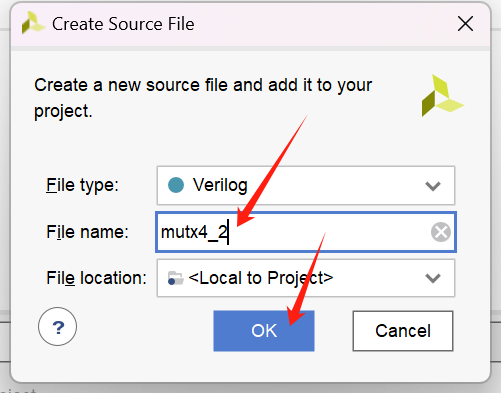 Create Source File
Create a new source file and add it to your
project.
File type: Verilog
File name: mutx4_2
File location: <Local to Project>
? OK Cancel